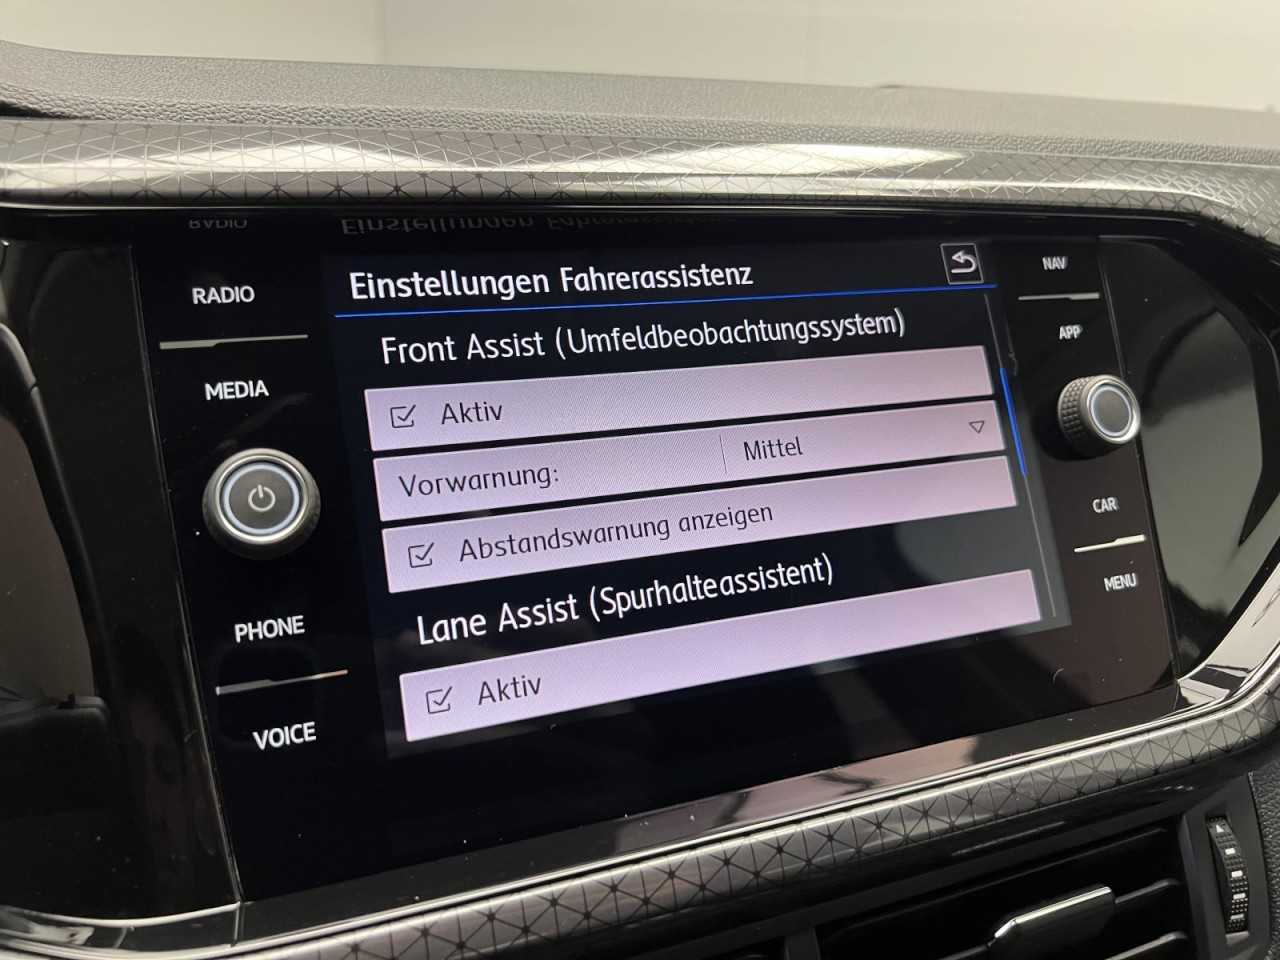 RADIO
MEDIA
PHONE
VOICE
Einstellungen Fahrerassistenz
Front Assist (Umfeldbeobachtungssystem)
Aktiv
Vorwarnung: Mittel
Abstandswarnung anzeigen
Lane Assist (Spurhalteassistent)
Aktiv
NAV
APP
CAR
MENU